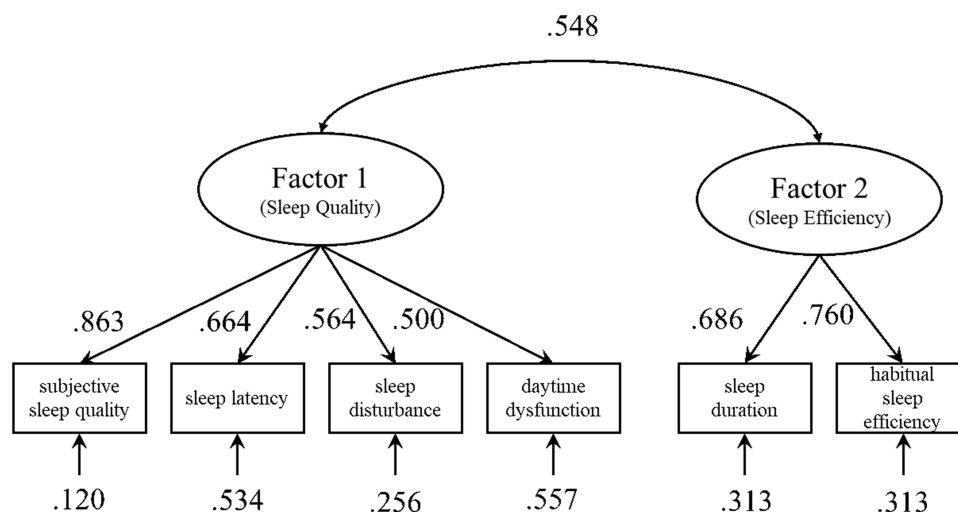 .548
Factor 1
(Sleep Quality)
Factor 2
(Sleep Efficiency)
.863
.664
.564
.500
.686
.760
subjective
sleep quality
sleep latency
sleep
disturbance
daytime
dysfunction
sleep
duration
habitual
sleep
efficiency
.120
.534
.256
.557
.313
.313